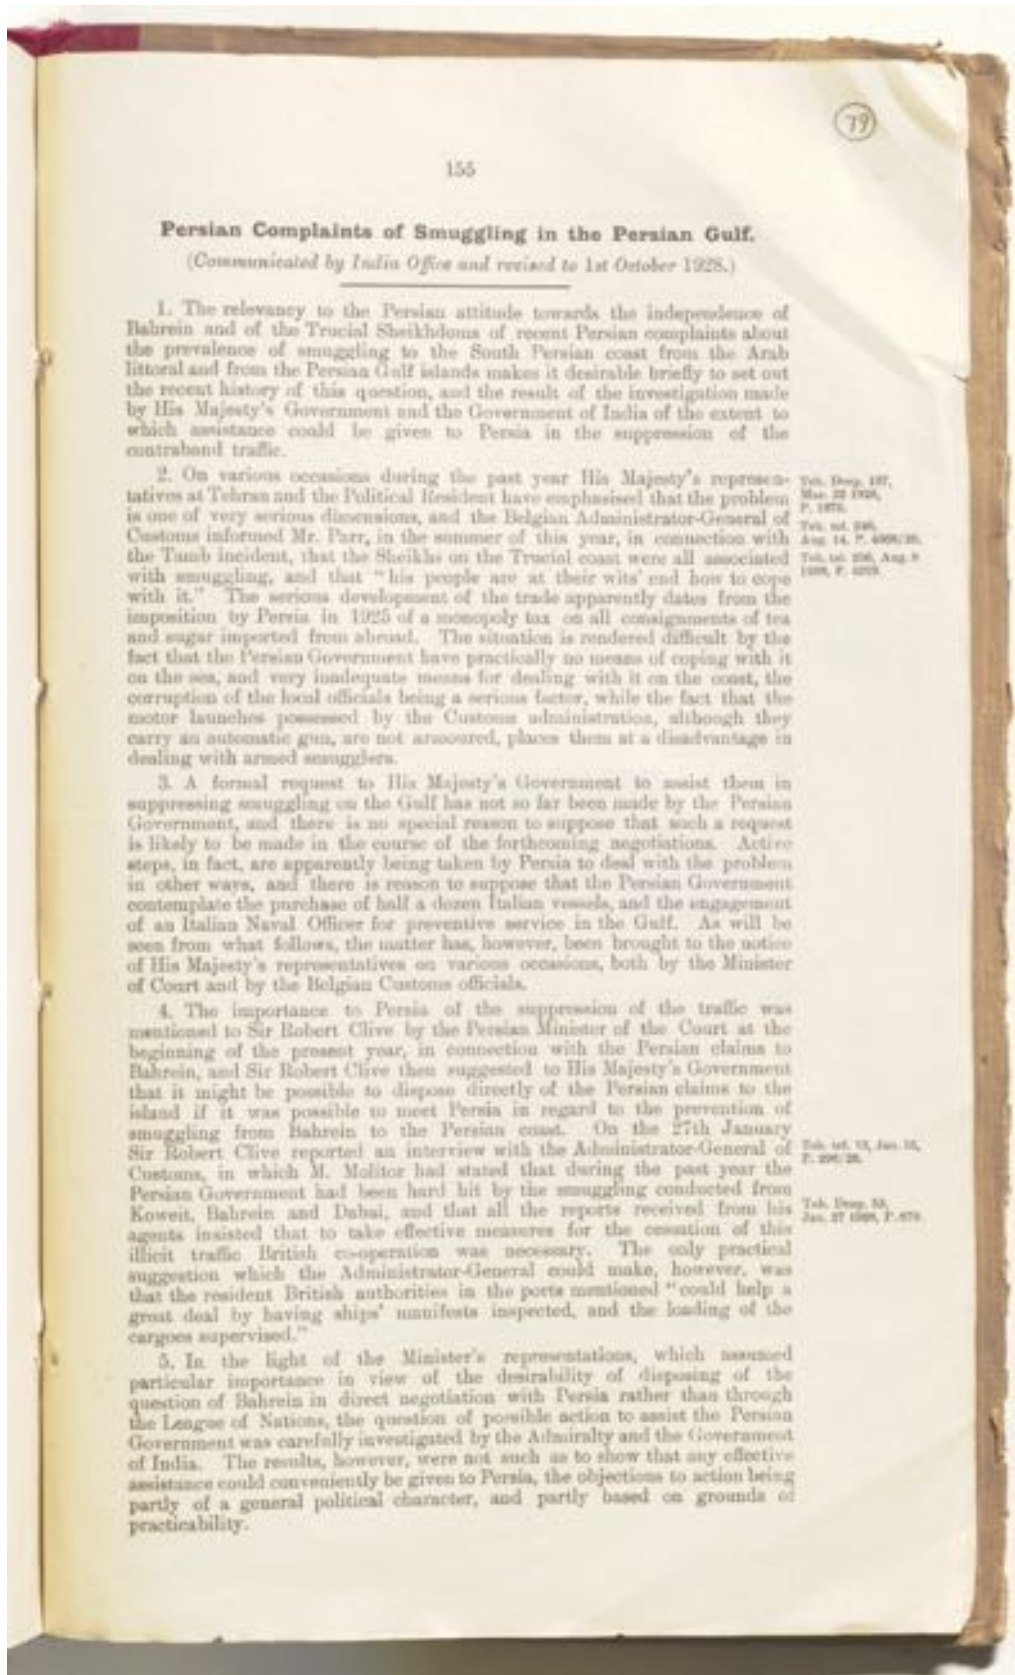 79
155
Persian Complaints of Smuggling in the Persian Gulf.
(Communicated by India Office and revised to 1st October 1928.)
1. The relevancy to the Persian attitude towards the independence of
Bahrein and of the Trucial Sheikhdoms of recent Persian complaints about
the prevalence of smuggling to the South Persian coast from the Arab
littoral and from the Persian Gulf islands makes it desirable briefly to set out
the recent history of this question, and the result of the investigation made
by His Majesty's Government and the Government of India of the extent to
which assistance could be given to Persia in the suppression of the
contraband traffic.
2. On various occasions during the past year His Majesty's represen-
tatives at Tehran and the Political Resident have emphasised that the problem
is one of very serious dimensions, and the Belgian Administrator-General of
Customs informed Mr. Parr, in the summer of this year, in connection with
the Tamb incident, that the Sheikhs on the Trucial coast were all associated
with smuggling, and that "his people are at their wits' end how to cope
with it." The serious development of the trade apparently dates from the
imposition by Persia in 1925 of a monopoly tax on all consignments of tea
and sugar imported from abroad. The situation is rendered difficult by the
fact that the Persian Government have practically no means of coping with it
on the sea, and very inadequate means for dealing with it on the coast, the
corruption of the local officials being a serious factor, while the fact that the
motor launches possessed by the Customs administration, although they
carry an automatic gun, are not armoured, places them at a disadvantage in
dealing with armed smugglers.
Teh. Desp.
Teh. tel.
Aug. 14, P.
Teh. tel. Aug.
3. A formal request to His Majesty's Government to assist them in
suppressing smuggling on the Gulf has not so far been made by the Persian
Government, and there is no special reason to suppose that such a request
is likely to be made in the course of the forthcoming negotiations. Active
steps, in fact, are apparently being taken by Persia to deal with the problem
in other ways, and there is reason to suppose that the Persian Government
contemplate the purchase of half a dozen Italian vessels, and the engagement
of an Italian Naval Officer for preventive service in the Gulf. As will be
seen from what follows, the matter has, however, been brought to the notice
of His Majesty's representatives on various occasions, both by the Minister
of Court and by the Belgian Customs officials.
4. The importance to Persia of the suppression of the traffic was
mentioned to Sir Robert Clive by the Persian Minister of the Court at the
beginning of the present year, in connection with the Persian claims to
Bahrein, and Sir Robert Clive then suggested to His Majesty's Government
that it might be possible to dispose directly of the Persian claims to the
island if it was possible to meet Persia in regard to the prevention of
smuggling from Bahrein to the Persian coast. On the 27th January
Sir Robert Clive reported an interview with the Administrator-General of
Customs, in which M. Molitor had stated that during the past year the
Persian Government had been hard hit by the smuggling conducted from
Koweit, Bahrein and Dabai, and that all the reports received from his
agents insisted that to take effective measures for the cessation of this
illicit traffic British co-operation was necessary. The only practical
suggestion which the Administrator-General could make, however, was
that the resident British authorities in the ports mentioned "could help a
great deal by having ships' manifests inspected, and the loading of the
cargoes supervised."
Teh. tel. Jan.
Teh. Desp.
Jan. 27 1928, P.
5. In the light of the Minister's representations, which assumed
particular importance in view of the desirability of disposing of the
question of Bahrein in direct negotiation with Persia rather than through
the League of Nations, the question of possible action to assist the Persian
Government was carefully investigated by the Admiralty and the Government
of India. The results, however, were not such as to show that any effective
assistance could conveniently be given to Persia, the objections to action being
partly of a general political character, and partly based on grounds of
practicability.